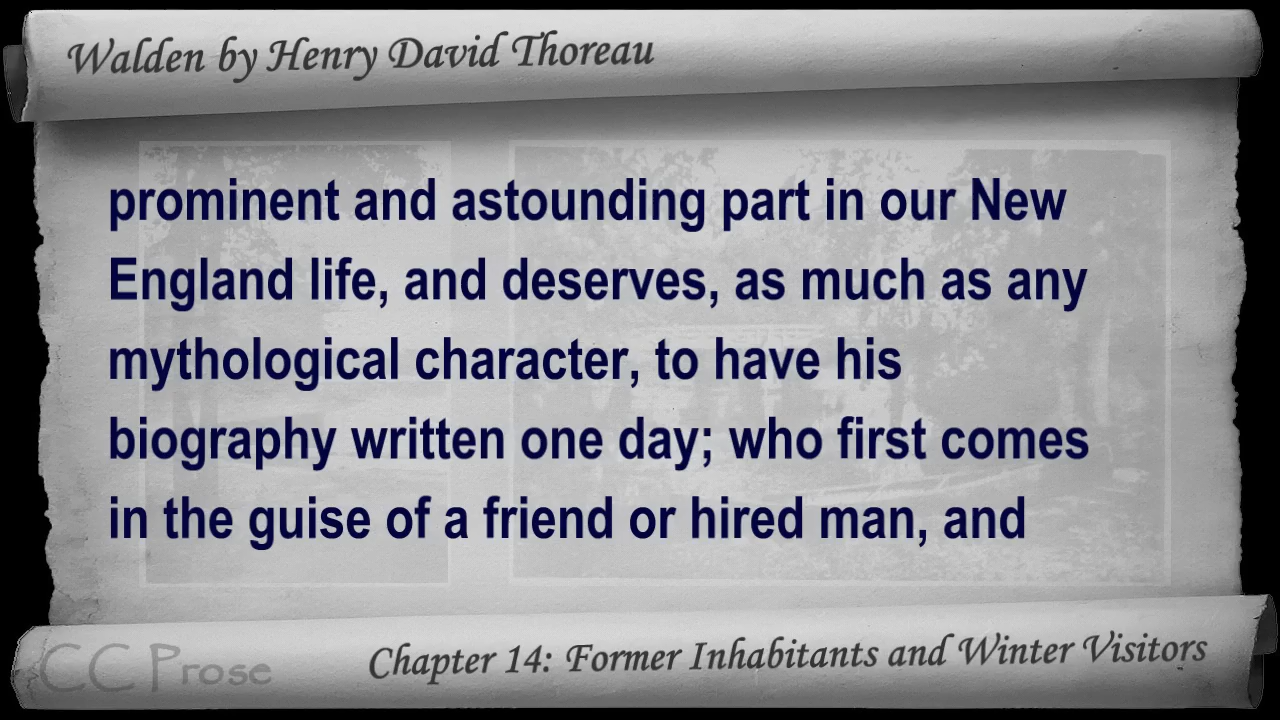 Walden by Henry David Thoreau
prominent and astounding part in our New
England life, and deserves, as much as any
mythological character, to have his
biography written one day; who first comes
in the guise of a friend or hired man, and
CC Prose
Chapter 14: Former Inhabitants and Winter Visitors